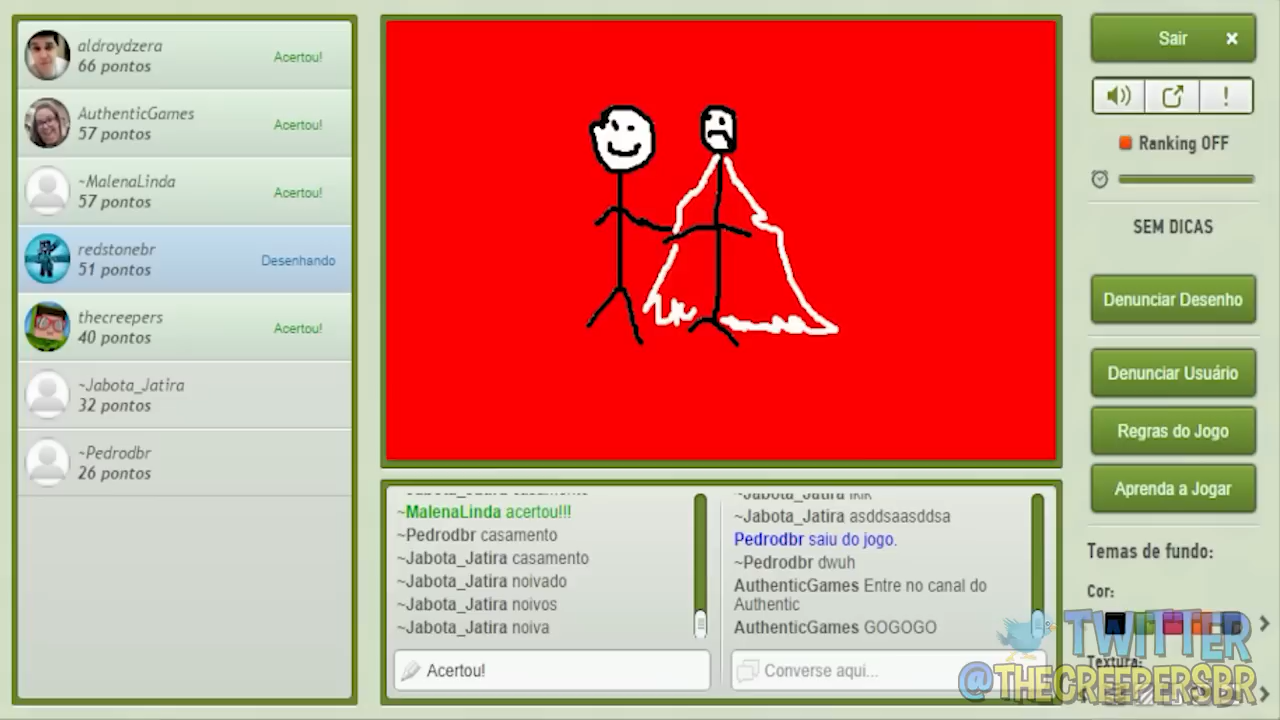 aldroydzera
66 pontos
Acertou!
AuthenticGames
57 pontos
Acertou!
~MalenaLinda
57 pontos
Acertou!
redstonebr
51 pontos
Desenhando
thecreepers
40 pontos
Acertou!
~Jabota_Jatira
32 pontos
~Pedrodbr
26 pontos
~Jabota_Jatira casamento
~MalenaLinda acertou!!!
~Pedrodbr casamento
~Jabota_Jatira casamento
~Jabota_Jatira noivado
~Jabota_Jatira noivos
~Jabota_Jatira noiva
Acertou!
~Jabota_Jatira
~Jabota_Jatira asddsaasddsa
Pedrodbr saiu do jogo.
~Pedrodbr dwuh
AuthenticGames Entre no canal do
Authentic
AuthenticGames GOGOGO
Converse aqui...
Sair ×
!
Ranking OFF
SEM DICAS
Denunciar Desenho
Denunciar Usuário
Regras do Jogo
Aprenda a Jogar
Temas de fundo:
Cor:
Textura:
TWITTER
@THECREEPERSBR